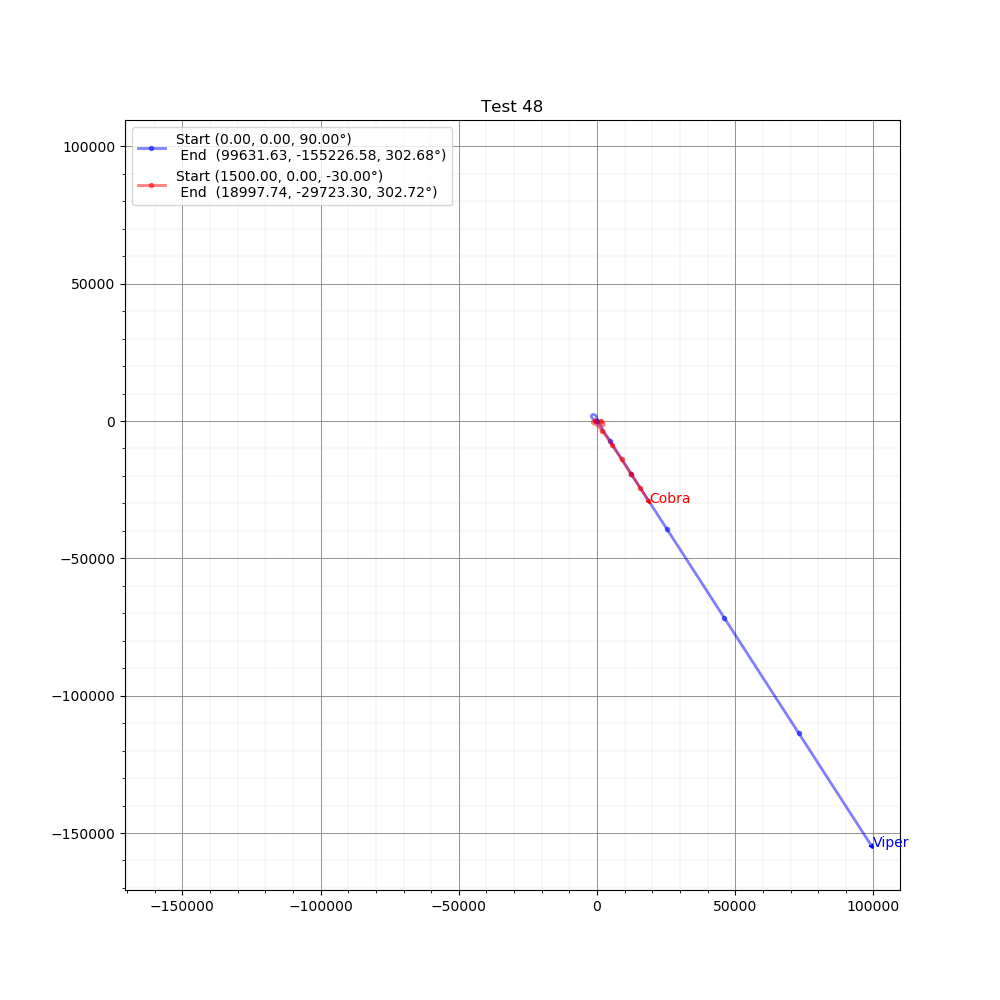 Test 48
Start (0.00, 0.00, 90.00°)
End  (99631.63, -155226.58, 302.68°)
Start (1500.00, 0.00, -30.00°)
End  (18997.74, -29723.30, 302.72°)
100000
50000
0
−50000
−100000
−150000
Cobra
Viper
−150000
−100000
−50000
0
50000
100000